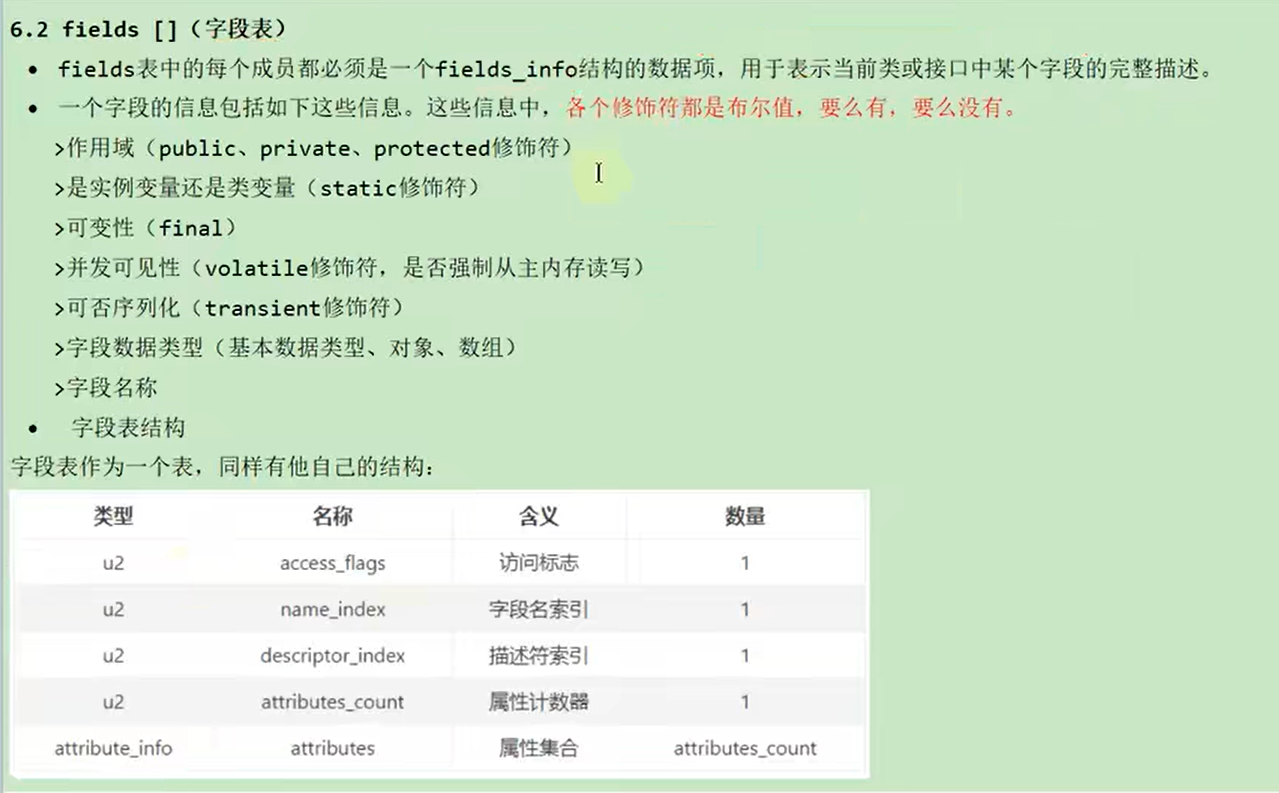 6.2 fields []（字段表）
• fields表中的每个成员都必须是一个fields_info结构的数据项，用于表示当前类或接口中某个字段的完整描述。
• 一个字段的信息包括如下这些信息。这些信息中，各个修饰符都是布尔值，要么有，要么没有。
>作用域（public、private、protected修饰符）
>是实例变量还是类变量（static修饰符）
>可变性（final）
>并发可见性（volatile修饰符，是否强制从主内存读写）
>可否序列化（transient修饰符）
>字段数据类型（基本数据类型、对象、数组）
>字段名称
• 字段表结构
字段表作为一个表，同样有他自己的结构：
类型 名称 含义 数量
u2 access_flags 访问标志 1
u2 name_index 字段名索引 1
u2 descriptor_index 描述符索引 1
u2 attributes_count 属性计数器 1
attribute_info attributes 属性集合 attributes_count